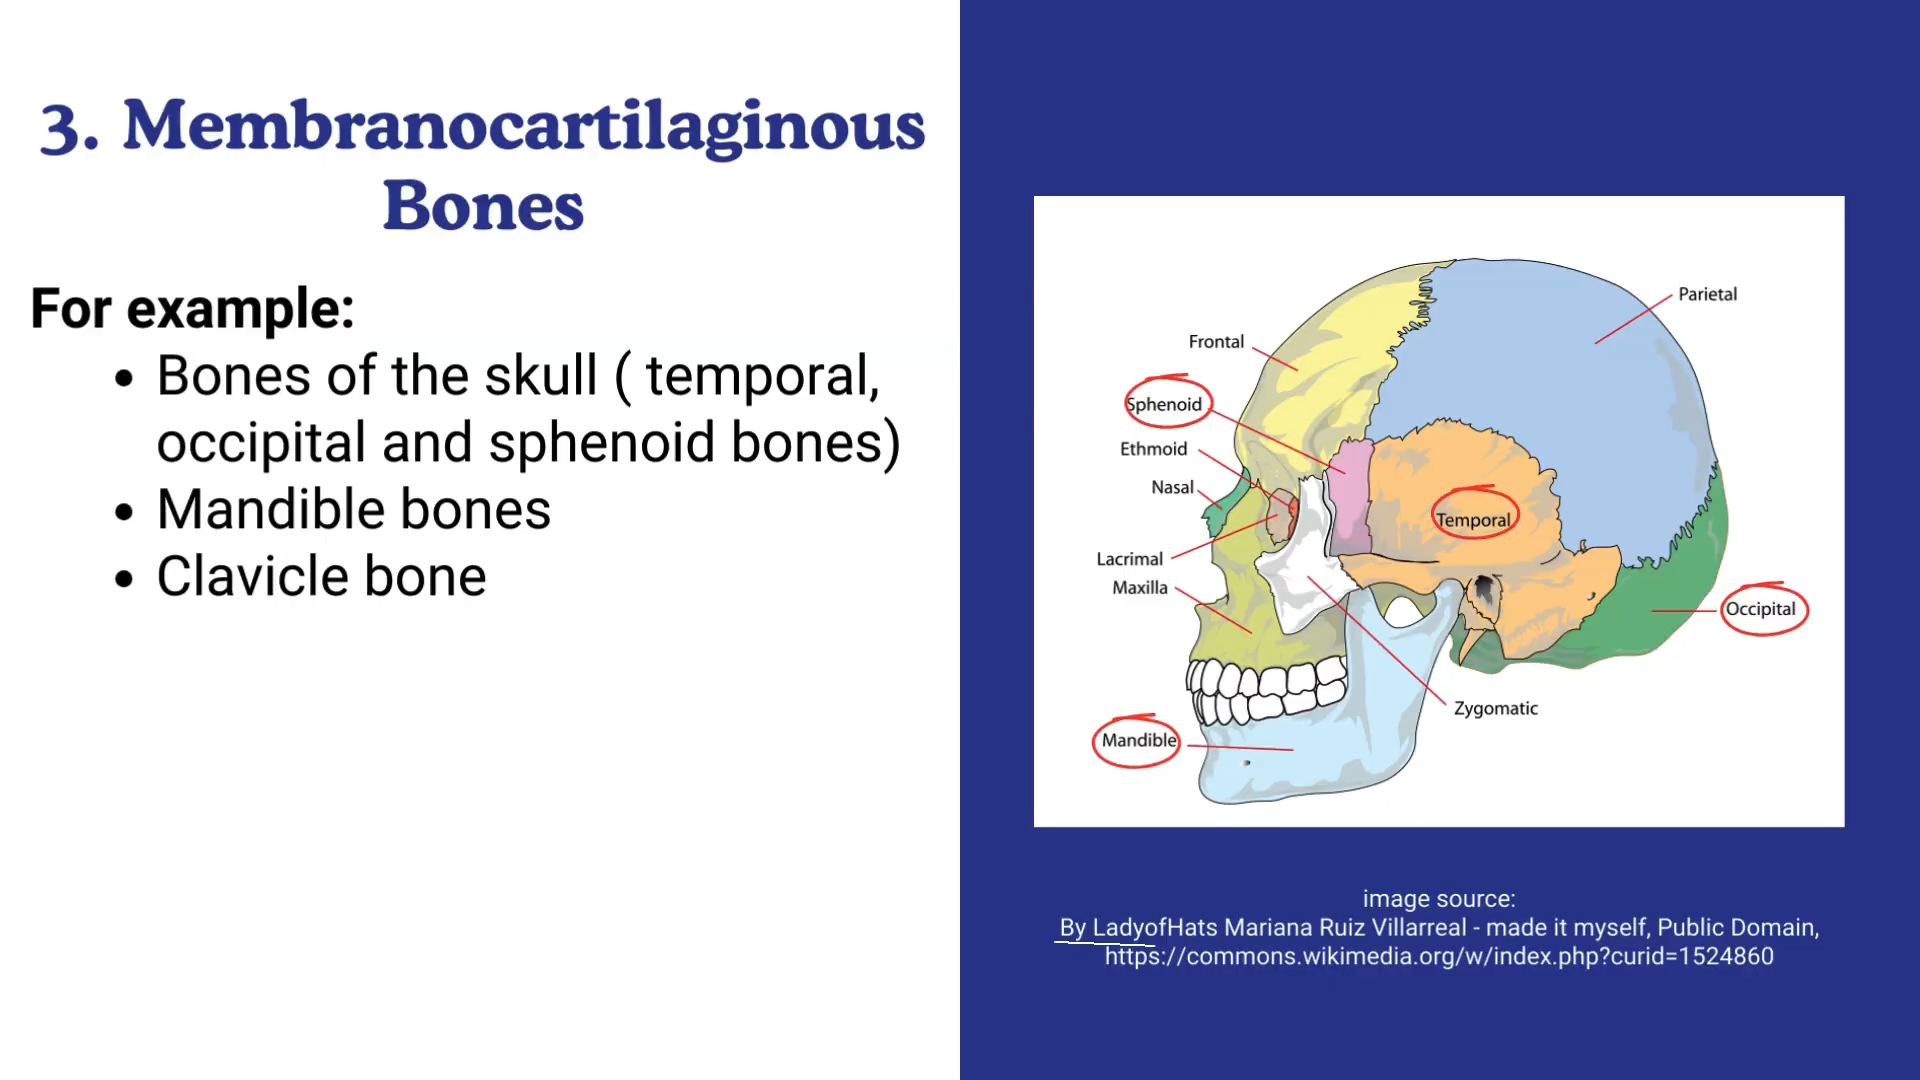 3. Membranocartilaginous
Bones
For example:
• Bones of the skull ( temporal,
occipital and sphenoid bones)
• Mandible bones
• Clavicle bone
Parietal
Frontal
Sphenoid
Ethmoid
Nasal
Temporal
Lacrimal
Maxilla
Occipital
Zygomatic
Mandible
image source:
By LadyofHats Mariana Ruiz Villarreal - made it myself, Public Domain,
https://commons.wikimedia.org/w/index.php?curid=1524860